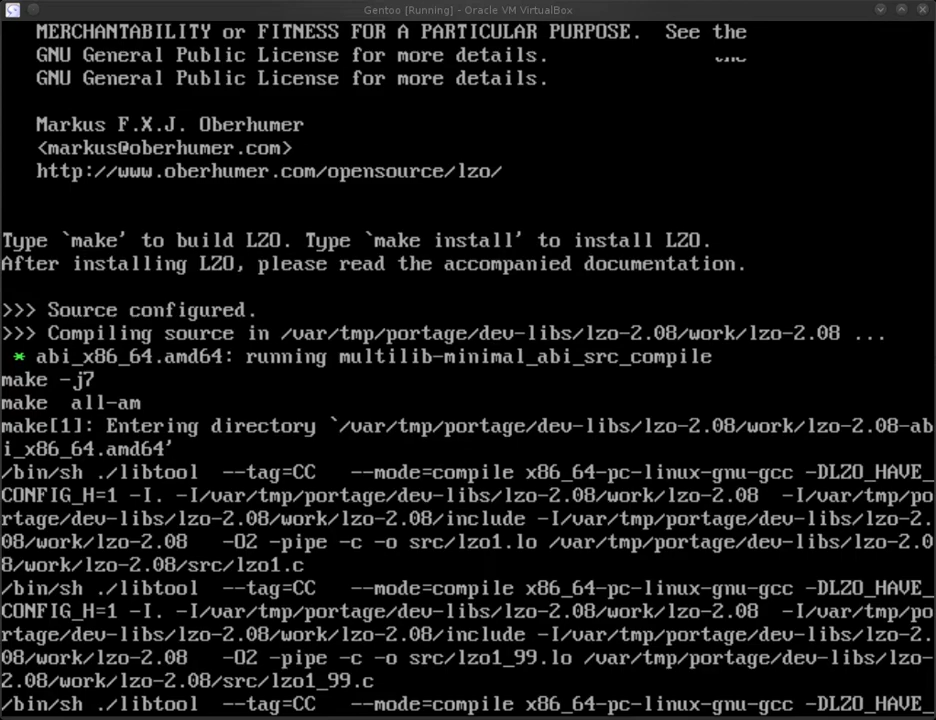 Gentoo [Running] - Oracle VM VirtualBox
MERCHANTABILITY or FITNESS FOR A PARTICULAR PURPOSE.  See the
GNU General Public License for more details.
GNU General Public License for more details.
Markus F.X.J. Oberhumer
<markus@oberhumer.com>
http://www.oberhumer.com/opensource/lzo/
Type `make' to build LZO. Type `make install' to install LZO.
After installing LZO, please read the accompanied documentation.
>>> Source configured.
>>> Compiling source in /var/tmp/portage/dev-libs/lzo-2.08/work/lzo-2.08 ...
* abi_x86_64.amd64: running multilib-minimal_abi_src_compile
make -j7
make  all-am
make[1]: Entering directory `/var/tmp/portage/dev-libs/lzo-2.08/work/lzo-2.08-ab
i_x86_64.amd64'
/bin/sh ./libtool  --tag=CC   --mode=compile x86_64-pc-linux-gnu-gcc -DLZO_HAVE_
CONFIG_H=1 -I. -I/var/tmp/portage/dev-libs/lzo-2.08/work/lzo-2.08  -I/var/tmp/po
rtage/dev-libs/lzo-2.08/work/lzo-2.08/include -I/var/tmp/portage/dev-libs/lzo-2.
08/work/lzo-2.08   -O2 -pipe -c -o src/lzo1.lo /var/tmp/portage/dev-libs/lzo-2.0
8/work/lzo-2.08/src/lzo1.c
/bin/sh ./libtool  --tag=CC   --mode=compile x86_64-pc-linux-gnu-gcc -DLZO_HAVE_
CONFIG_H=1 -I. -I/var/tmp/portage/dev-libs/lzo-2.08/work/lzo-2.08  -I/var/tmp/po
rtage/dev-libs/lzo-2.08/work/lzo-2.08/include -I/var/tmp/portage/dev-libs/lzo-2.
08/work/lzo-2.08   -O2 -pipe -c -o src/lzo1_99.lo /var/tmp/portage/dev-libs/lzo-
2.08/work/lzo-2.08/src/lzo1_99.c
/bin/sh ./libtool  --tag=CC   --mode=compile x86_64-pc-linux-gnu-gcc -DLZO_HAVE_